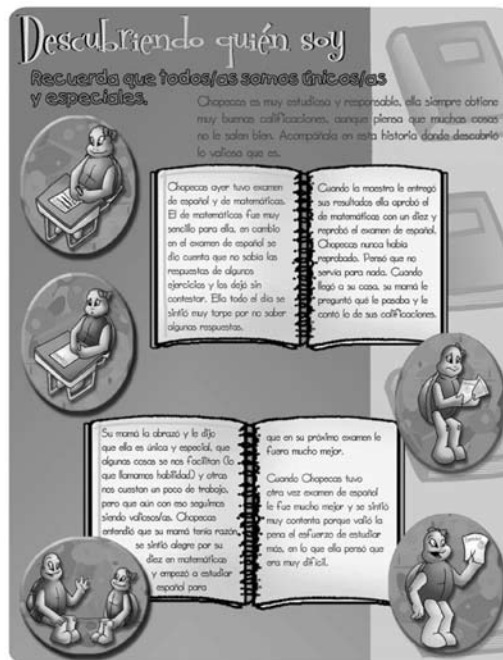 Descubriendo quién soy
Recuerda que todos/as somos únicos/as
y especiales.
Chapecas es muy estudiosa y responsable, ella siempre obtiene
muy buenas calificaciones, aunque piensa que muchas cosas
no le salen bien. Acompáñala en esta historia donde descubrió
lo valiosa que es.
Chapecas ayer tuvo examen
de español y de matemáticas.
El de matemáticas fue muy
sencillo para ella, en cambio
en el examen de español se
dio cuenta que no sabía las
respuestas de algunos
ejercicios y los dejó sin
contestar. Ella todo el día se
sintió muy torpe por no saber
algunas respuestas.
Cuando la maestra le entregó
sus resultados ella aprobó el
de matemáticas con un diez y
reprobó el examen de español.
Chapecas nunca había
reprobado. Pensó que no
servía para nada. Cuando
llegó a su casa, su mamá le
preguntó qué le pasaba y le
contó lo de sus calificaciones.
Su mamá la abrazó y le dijo
que ella es única y especial, que
algunas cosas se nos facilitan (lo
que llamamos habilidad) y otras
nos cuestan un poco de trabajo,
pero que aún con eso seguimos
siendo valiosos/as. Chapecas
entendió que su mamá tenía razón,
se sintió alegre por su
diez en matemáticas
y empezó a estudiar
español para
que en su próximo examen le
fuera mucho mejor.
Cuando Chapecas tuvo
otra vez examen de español
le fue mucho mejor y se sintió
muy contenta porque valió la
pena el esfuerzo de estudiar
más, en lo que ella pensó que
era muy difícil.